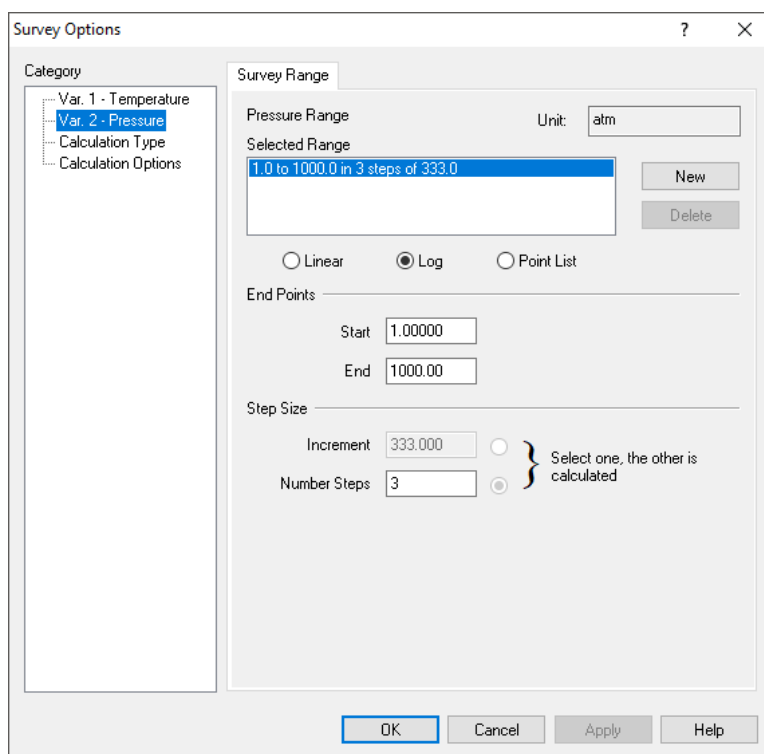 Survey Options
?
Category
Var. 1 - Temperature
Var. 2 - Pressure
Calculation Type
Calculation Options
Survey Range
Pressure Range
Unit: atm
Selected Range
1.0 to 1000.0 in 3 steps of 333.0
New
Delete
Linear Log Point List
End Points
Start 1.00000
End 1000.00
Step Size
Increment 333.000
Number Steps 3
Select one, the other is
calculated
OK Cancel Apply Help